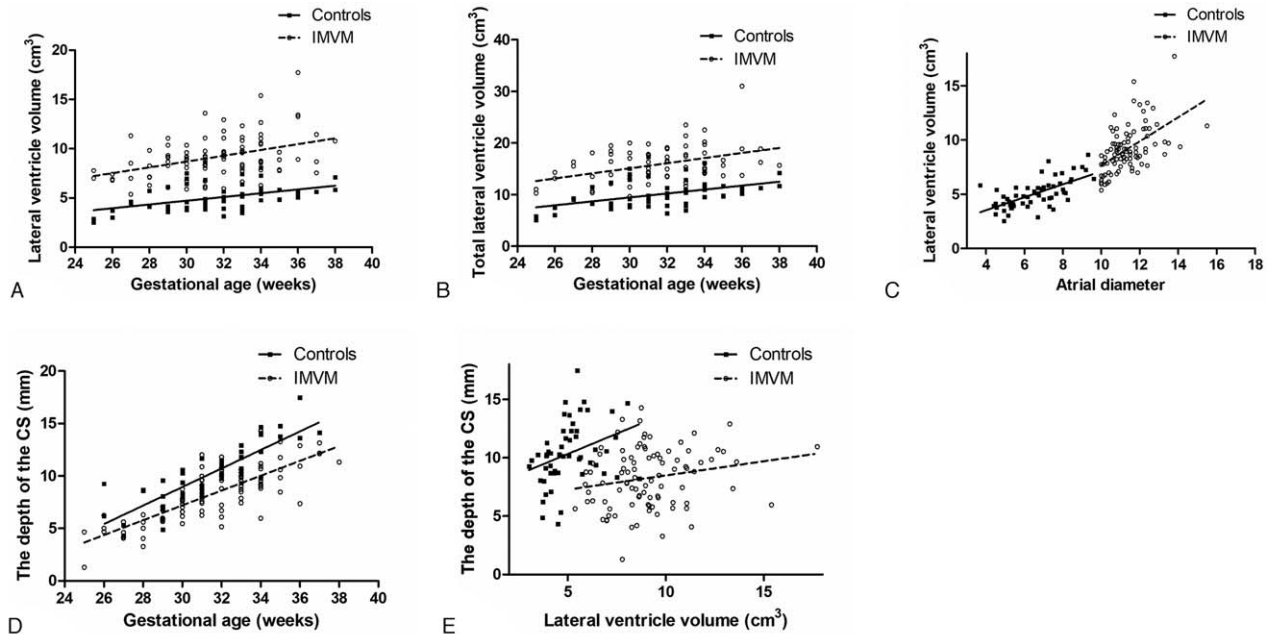 Controls
IMVM
Lateral ventricle volume (cm³)
20
15
10
5
0
24 26 28 30 32 34 36 38 40
Gestational age (weeks)
A
Controls
IMVM
Total lateral ventricle volume (cm³)
40
30
20
10
0
24 26 28 30 32 34 36 38 40
Gestational age (weeks)
B
Controls
IMVM
Lateral ventricle volume (cm³)
15
10
5
0
4 6 8 10 12 14 16 18
Atrial diameter
C
Controls
IMVM
The depth of the CS (mm)
20
15
10
5
0
24 26 28 30 32 34 36 38 40
Gestational age (weeks)
D
Controls
IMVM
The depth of the CS (mm)
15
10
5
0
5 10 15
Lateral ventricle volume (cm³)
E